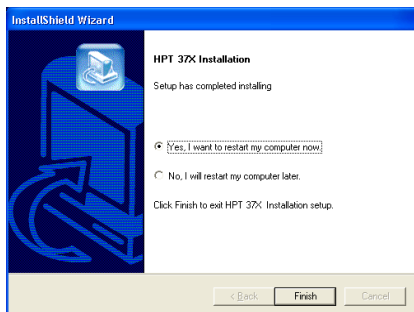 InstallShield Wizard
HPT 37X Installation
Setup has completed installing
Yes, I want to restart my computer now.
No, I will restart my computer later.
Click Finish to exit HPT 37X Installation setup.
< Back
Finish
Cancel